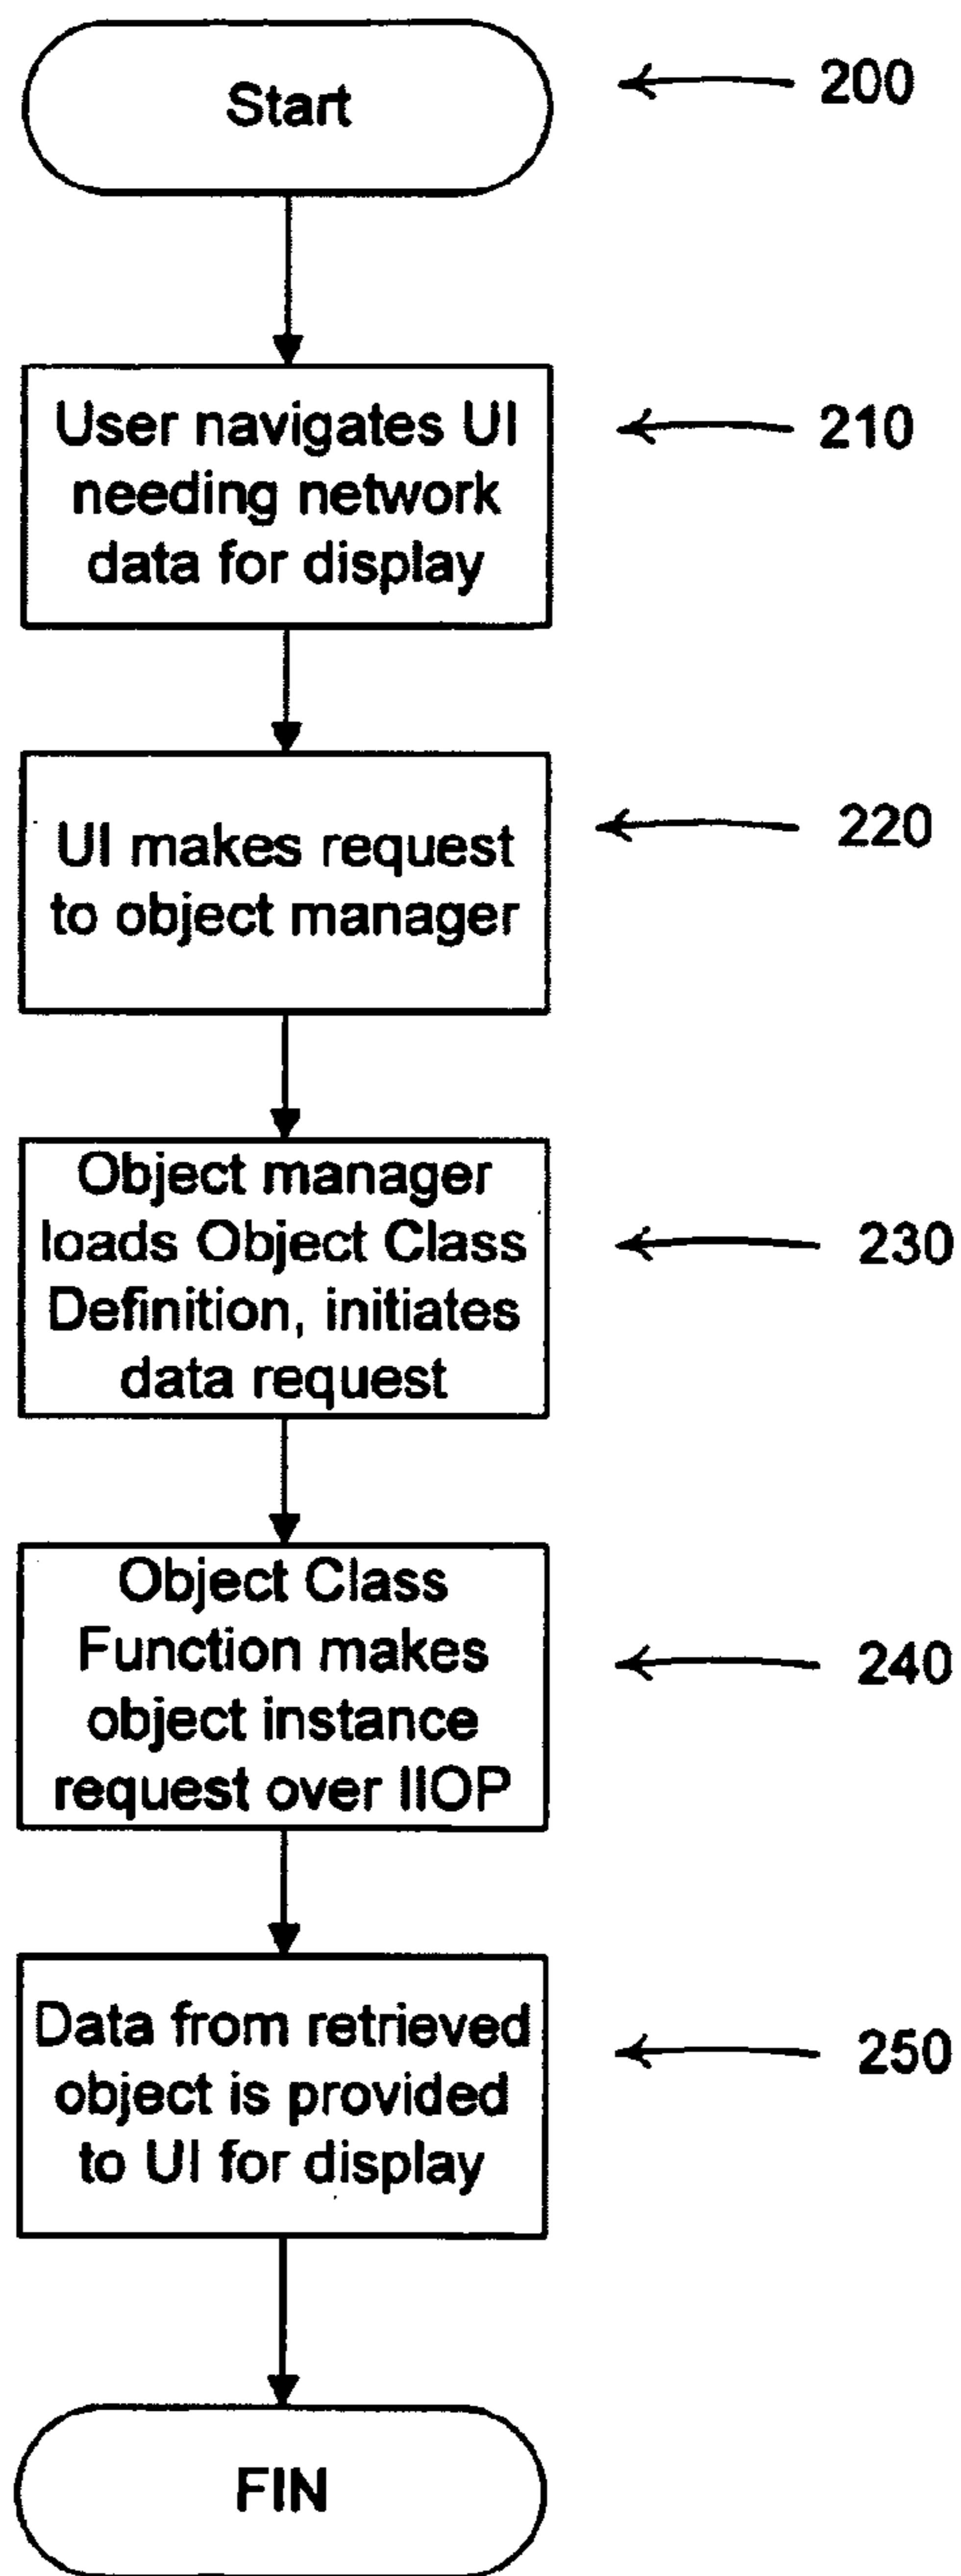 Start
200
User navigates UI
needing network
data for display
210
UI makes request
to object manager
220
Object manager
loads Object Class
Definition, initiates
data request
230
Object Class
Function makes
object instance
request over IIOP
240
Data from retrieved
object is provided
to UI for display
250
FIN